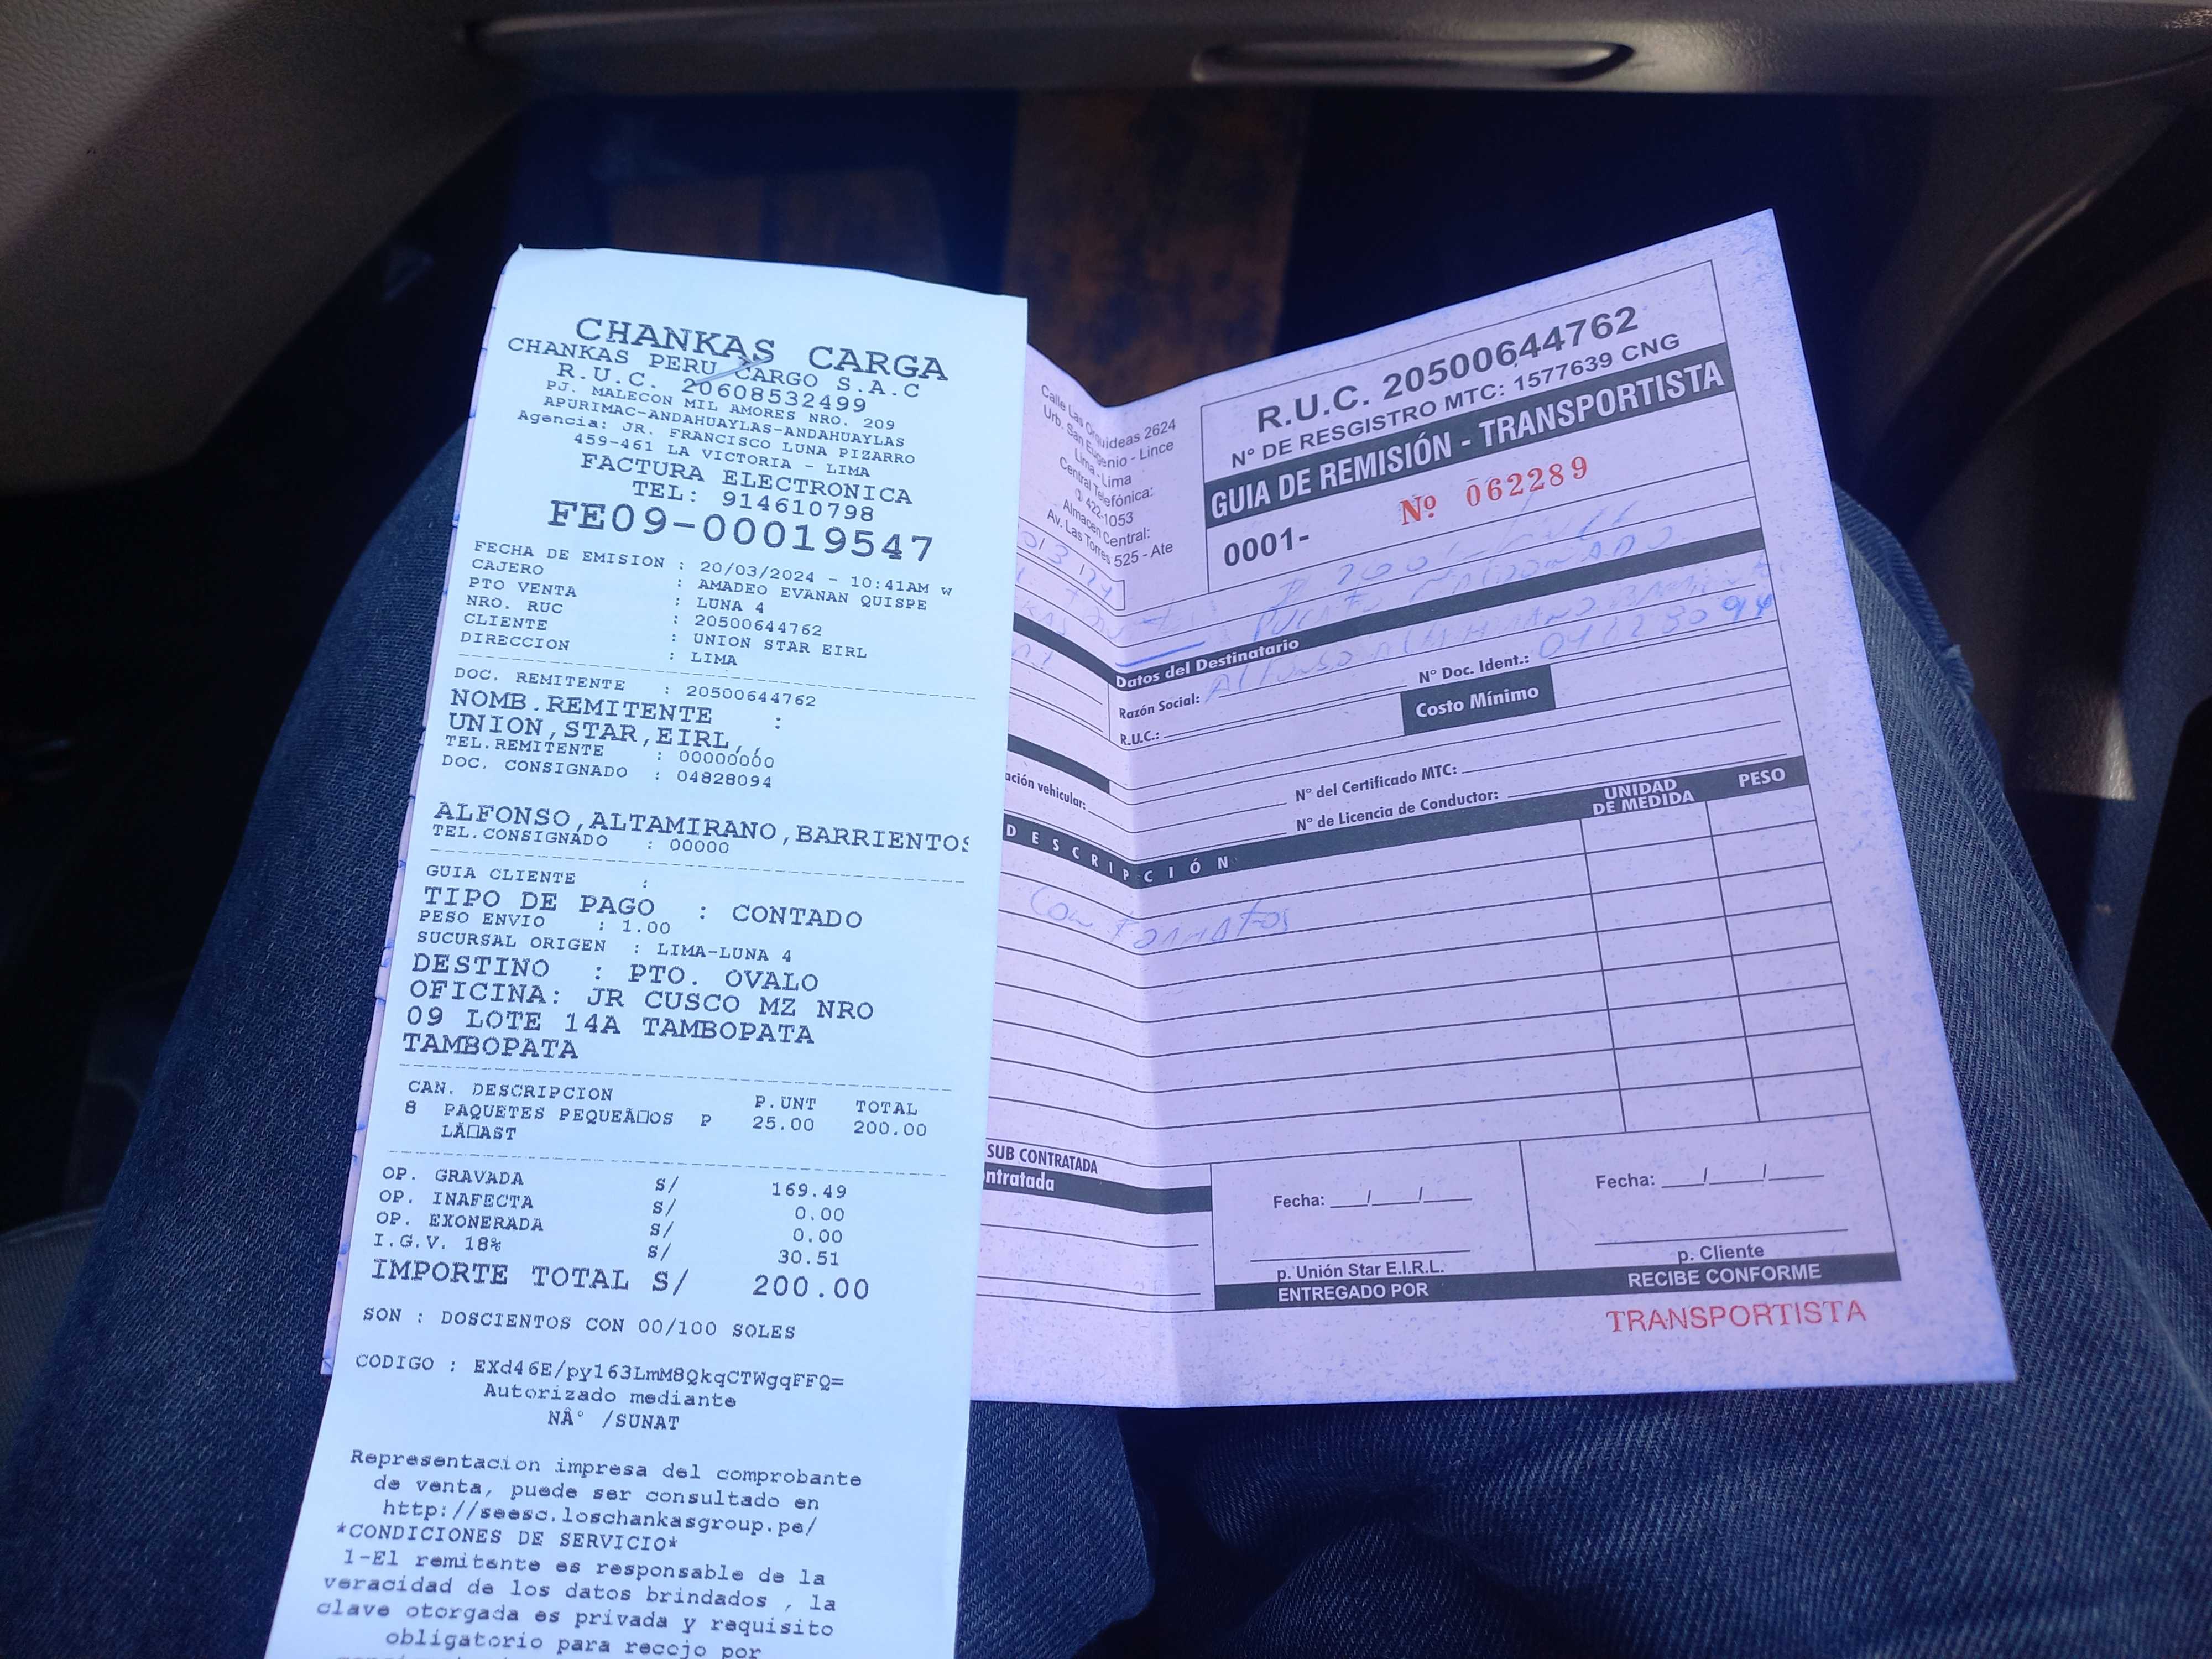 CHANKAS CARGA
CHANKAS PERU CARGO S.A.C
R.U.C. 20608532499
PJ. MALECON MIL AMORES NRO. 209
APURIMAC-ANDAHUAYLAS-ANDAHUAYLAS
Agencia: JR. FRANCISCO LUNA PIZARRO
459-461 LA VICTORIA - LIMA
FACTURA ELECTRONICA
TEL: 914610798
FE09-00019547
FECHA DE EMISION : 20/03/2024 - 10:41AM W
CAJERO : AMADEO EVANAN QUISPE
PTO VENTA : LUNA 4
NRO. RUC : 20500644762
CLIENTE : UNION STAR EIRL
DIRECCION : LIMA
DOC. REMITENTE : 20500644762
NOMB.REMITENTE :
UNION,STAR,EIRL,,
TEL.REMITENTE : 00000000
DOC. CONSIGNADO : 04828094
ALFONSO,ALTAMIRANO,BARRIENTOS
TEL.CONSIGNADO : 00000
GUIA CLIENTE :
TIPO DE PAGO : CONTADO
PESO ENVIO : 1.00
SUCURSAL ORIGEN : LIMA-LUNA 4
DESTINO : PTO. OVALO
OFICINA: JR CUSCO MZ NRO
09 LOTE 14A TAMBOPATA
TAMBOPATA
CAN. DESCRIPCION P.UNT TOTAL
8 PAQUETES PEQUEÃ□OS P 25.00 200.00
LÃ□AST
OP. GRAVADA S/ 169.49
OP. INAFECTA S/ 0.00
OP. EXONERADA S/ 0.00
I.G.V. 18% S/ 30.51
IMPORTE TOTAL S/ 200.00
SON : DOSCIENTOS CON 00/100 SOLES
CODIGO : EXd46E/py163LmM8QkqCTWgqFFQ=
Autorizado mediante
NÂ° /SUNAT
Representacion impresa del comprobante
de venta, puede ser consultado en
http://seesc.loschankasgroup.pe/
*CONDICIONES DE SERVICIO*
1-El remitente es responsable de la
veracidad de los datos brindados , la
clave otorgada es privada y requisito
obligatorio para recojo por
Calle Las Orquideas 2624
Urb. San Eugenio - Lince
Lima - Lima
Central Telefónica:
422-1053
Almacen Central:
Av. Las Torres 525 - Ate
R.U.C. 20500644762
Nº DE RESGISTRO MTC: 1577639 CNG
GUIA DE REMISIÓN - TRANSPORTISTA
0001- Nº 062289
Datos del Destinatario
Razón Social: ALFONSO
Nº Doc. Ident.: 04828094
R.U.C.:
Costo Mínimo
ación vehicular:
Nº del Certificado MTC:
Nº de Licencia de Conductor:
DESCRIPCIÓN UNIDAD DE MEDIDA PESO
Con Formatos
SUB CONTRATADA
ontratada
Fecha: / /
Fecha: / /
p. Unión Star E.I.R.L.
p. Cliente
ENTREGADO POR
RECIBE CONFORME
TRANSPORTISTA